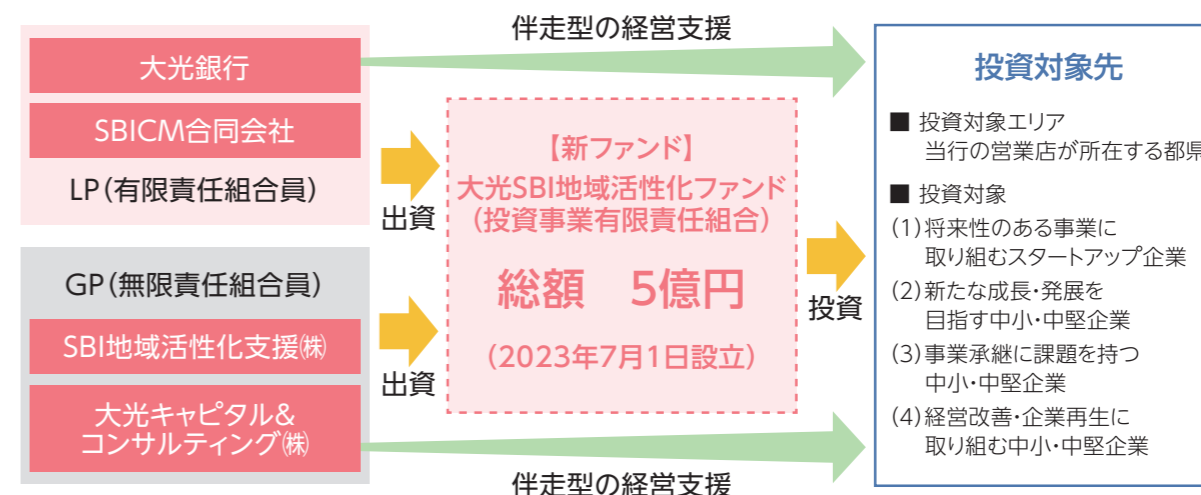 伴走型の経営支援
大光銀行
SBICM合同会社
LP(有限責任組合員)
出資
GP(無限責任組合員)
SBI地域活性化支援㈱
大光キャピタル&
コンサルティング㈱
出資
【新ファンド】
大光SBI地域活性化ファンド
(投資事業有限責任組合)
総額 5億円
(2023年7月1日設立)
投資
伴走型の経営支援
投資対象先
■ 投資対象エリア
当行の営業店が所在する都県
■ 投資対象
(1)将来性のある事業に
取り組むスタートアップ企業
(2)新たな成長・発展を
目指す中小・中堅企業
(3)事業承継に課題を持つ
中小・中堅企業
(4)経営改善・企業再生に
取り組む中小・中堅企業